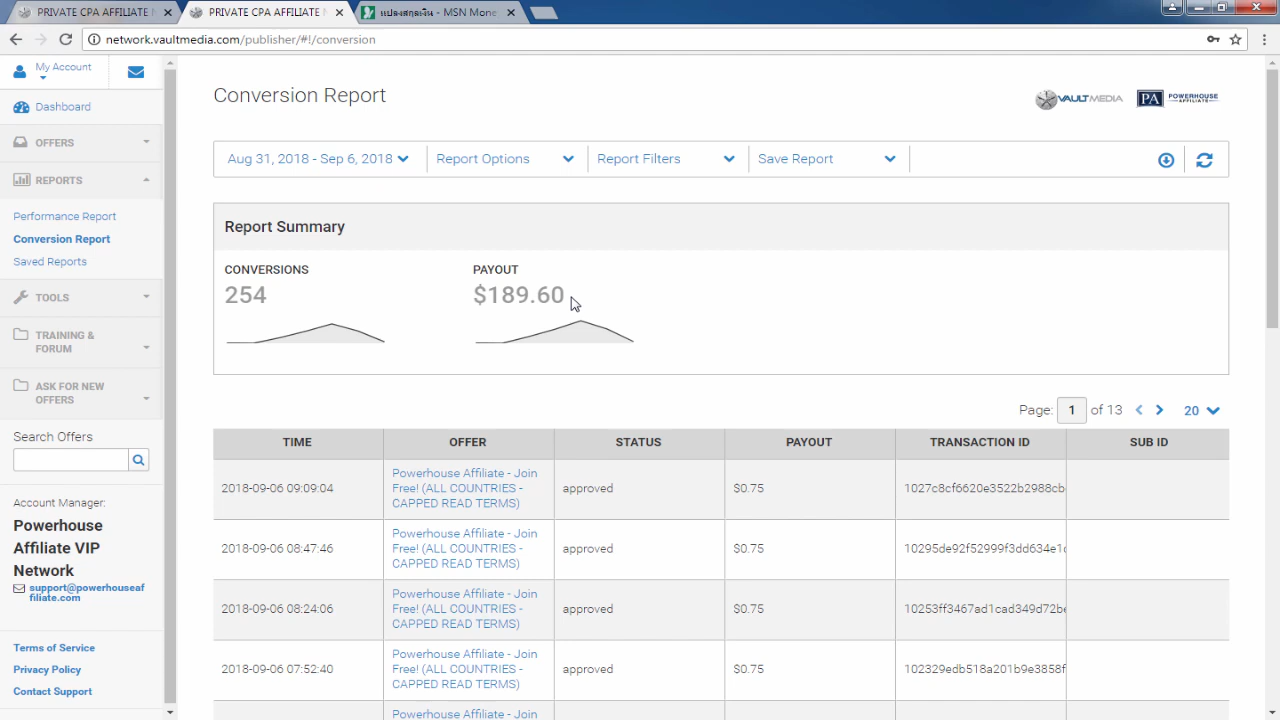 PRIVATE CPA AFFILIATE
PRIVATE CPA AFFILIATE
แปลงสกุลเงิน - MSN Mone
network.vaultmedia.com/publisher/#!/conversion
My Account
Dashboard
OFFERS
REPORTS
Performance Report
Conversion Report
Saved Reports
TOOLS
TRAINING &
FORUM
ASK FOR NEW
OFFERS
Search Offers
Account Manager:
Powerhouse
Affiliate VIP
Network
support@powerhouseaf
filiate.com
Terms of Service
Privacy Policy
Contact Support
Conversion Report
VAULTMEDIA
PA POWERHOUSE
AFFILIATE
Aug 31, 2018 - Sep 6, 2018
Report Options
Report Filters
Save Report
Report Summary
CONVERSIONS
254
PAYOUT
$189.60
Page: 1 of 13
20
TIME OFFER STATUS PAYOUT TRANSACTION ID SUB ID
Powerhouse Affiliate - Join
2018-09-06 09:09:04 Free! (ALL COUNTRIES - approved $0.75 1027c8cf6620e3522b2988cb
CAPPED READ TERMS)
Powerhouse Affiliate - Join
2018-09-06 08:47:46 Free! (ALL COUNTRIES - approved $0.75 10295de92f52999f3dd634e1
CAPPED READ TERMS)
Powerhouse Affiliate - Join
2018-09-06 08:24:06 Free! (ALL COUNTRIES - approved $0.75 10253ff3467ad1cad349d72be
CAPPED READ TERMS)
Powerhouse Affiliate - Join
2018-09-06 07:52:40 Free! (ALL COUNTRIES - approved $0.75 102329edb518a201b9e3858f
CAPPED READ TERMS)
Powerhouse Affiliate - Join